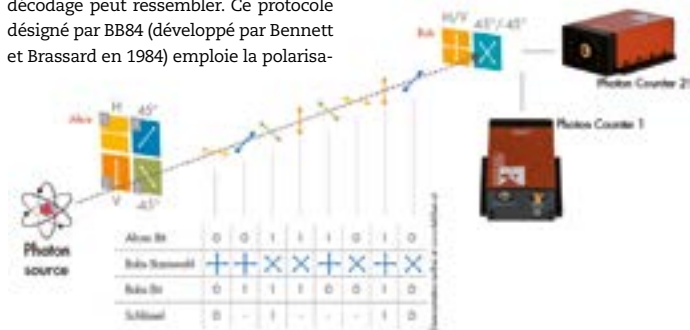 décodage peut ressembler. Ce protocole
désigné par BB84 (développé par Bennett
et Brassard en 1984) emploie la polarisa-
H/V 45°/-45°
Bob
Photon Counter 2
Photon Counter 1
H 45°
Alice
V -45°
Photon
source
Alices Bit 0 0 1 1 1 0 1 0
Bobs Basiswahl
Bobs Bit 0 1 1 1 0 0 1 0
Schlüssel 0 - - 1 - - 1 0